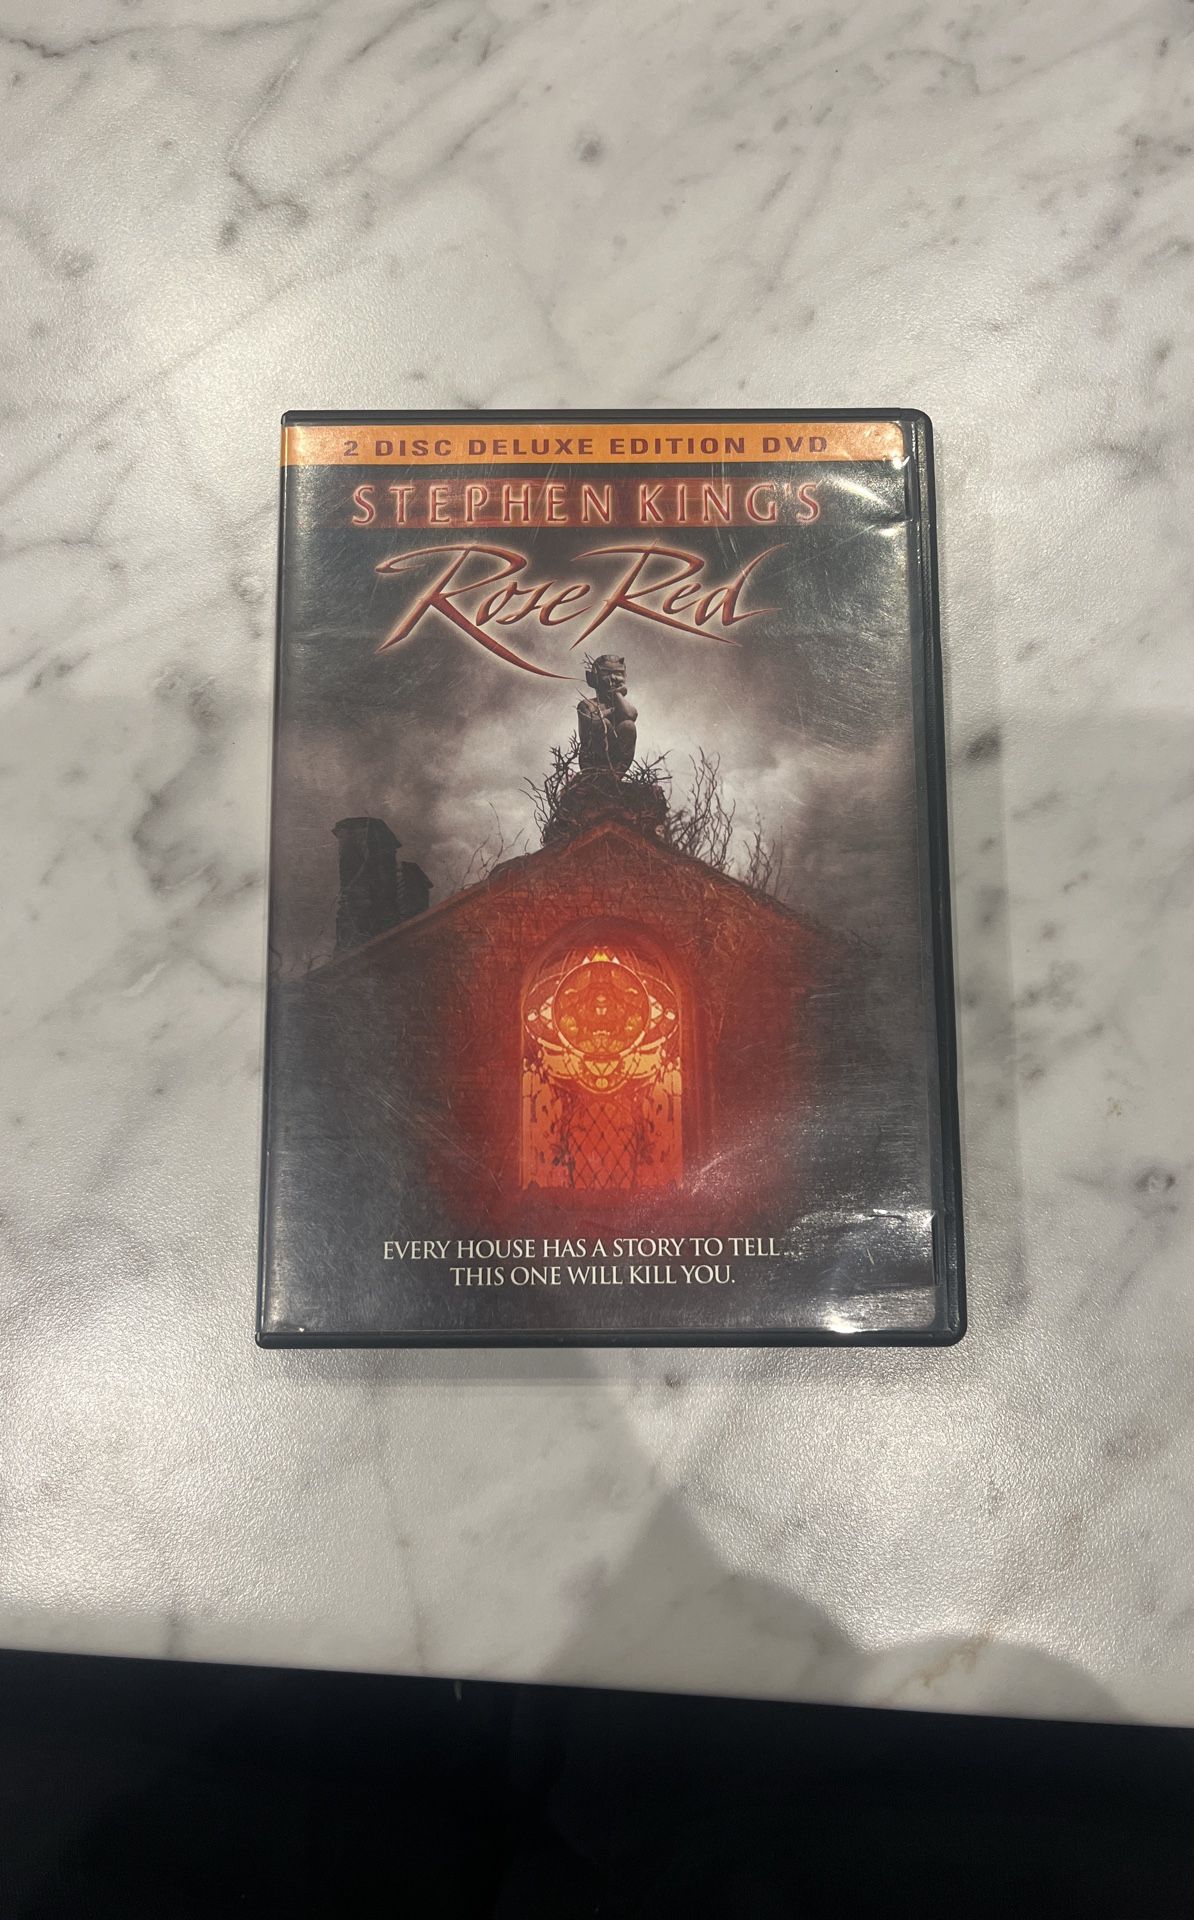 2 DISC DELUXE EDITION DVD
STEPHEN KING'S
Rose Red
EVERY HOUSE HAS A STORY TO TELL...
THIS ONE WILL KILL YOU.